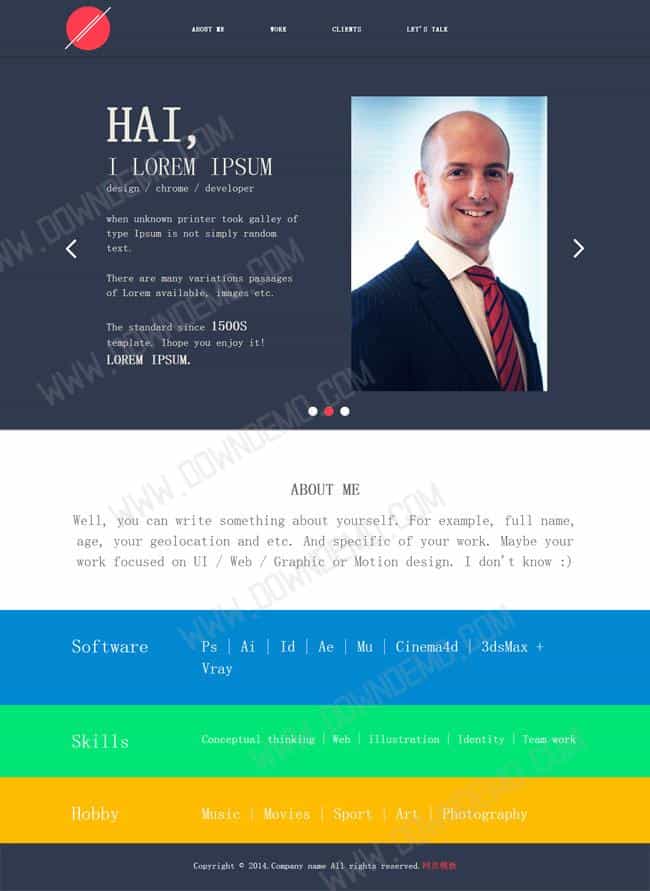 ABOUT ME WORK CLIENTS LET'S TALK
HAI,
I LOREM IPSUM
design / chrome / developer
when unknown printer took galley of
type Ipsum is not simply random
text.
There are many variations passages
of Lorem available, images etc.
The standard since 1500S
template. Ihope you enjoy it!
LOREM IPSUM.
ABOUT ME
Well, you can write something about yourself. For example, full name,
age, your geolocation and etc. And specific of your work. Maybe your
work focused on UI / Web / Graphic or Motion design. I don't know :)
Software
Ps | Ai | Id | Ae | Mu | Cinema4d | 3dsMax +
Vray
Skills
Conceptual thinking | Web | illustration | Identity | Team work
Hobby
Music | Movies | Sport | Art | Photography
Copyright © 2014.Company name All rights reserved.网页模板
WWW.DOWNDEMO.COM
WWW.DOWNDEMO.COM
WWW.DOWNDEMO.COM
WWW.DOWNDEMO.COM
WWW.DOWNDEMO.COM
WWW.DOWNDEMO.COM
WWW.DOWNDEMO.COM